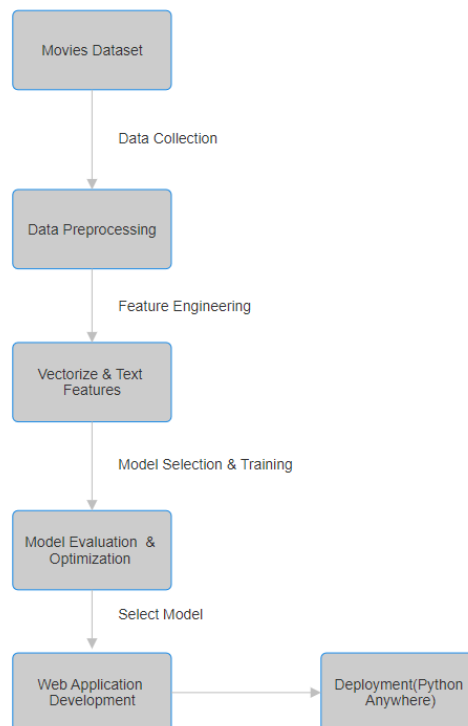 Movies Dataset
Data Collection
Data Preprocessing
Feature Engineering
Vectorize & Text
Features
Model Selection & Training
Model Evaluation &
Optimization
Select Model
Web Application
Development
Deployment(Python
Anywhere)